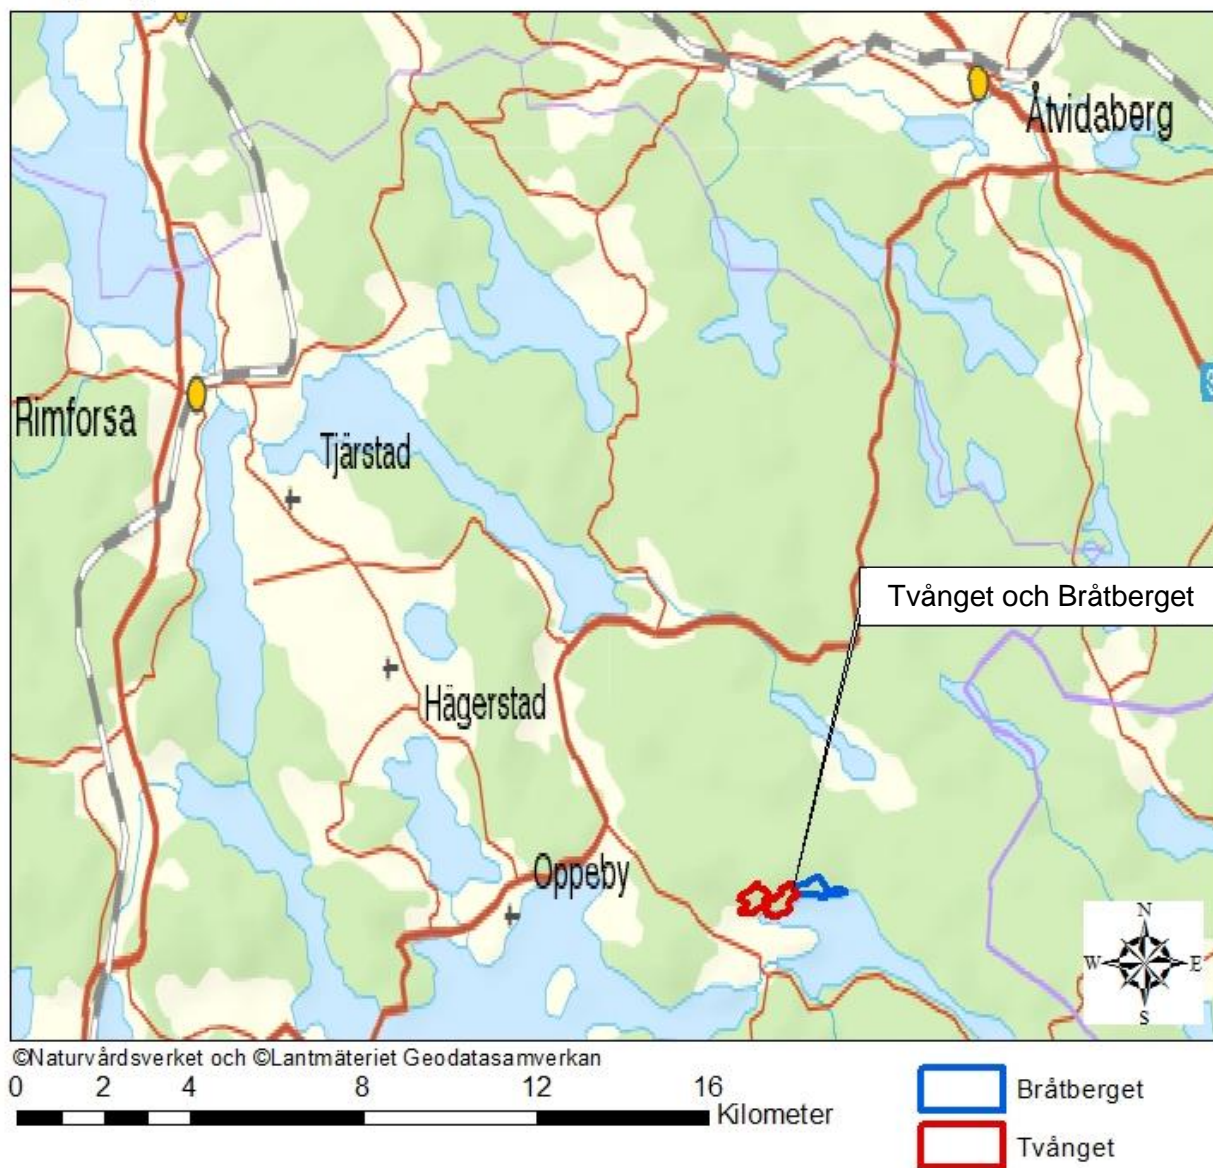 Åtvidaberg
Rimforsa
Tjärstad
Tvånget och Bråtberget
Hägerstad
Oppeby
N
W E
S
©Naturvårdsverket och ©Lantmäteriet Geodatasamverkan
0 2 4 8 12 16
Kilometer
Bråtberget
Tvånget